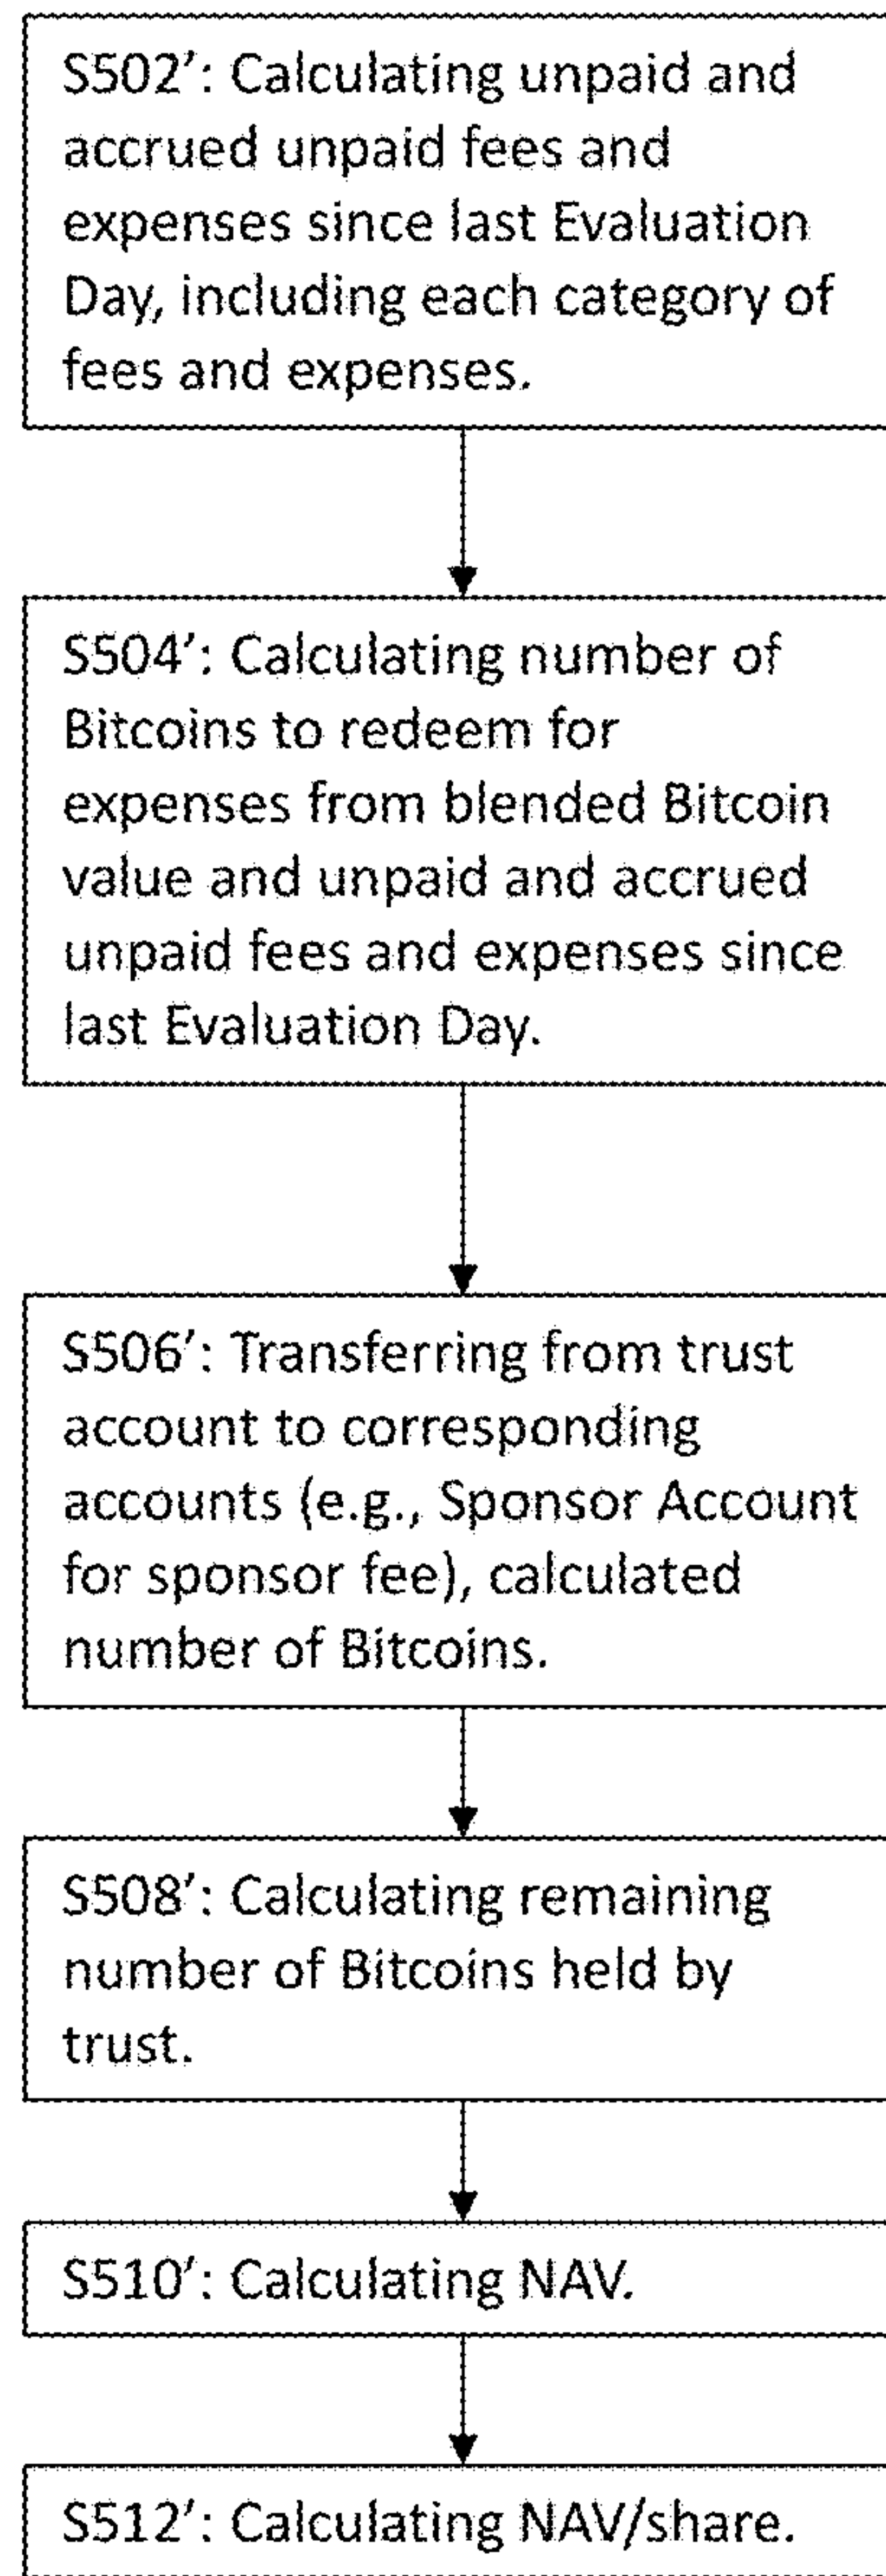 S502’: Calculating unpaid and
accrued unpaid fees and
expenses since last Evaluation
Day, including each category of
fees and expenses.
S504’: Calculating number of
Bitcoins to redeem for
expenses from blended Bitcoin
value and unpaid and accrued
unpaid fees and expenses since
last Evaluation Day.
S506’: Transferring from trust
account to corresponding
accounts (e.g., Sponsor Account
for sponsor fee), calculated
number of Bitcoins.
S508’: Calculating remaining
number of Bitcoins held by
trust.
S510’: Calculating NAV.
S512’: Calculating NAV/share.